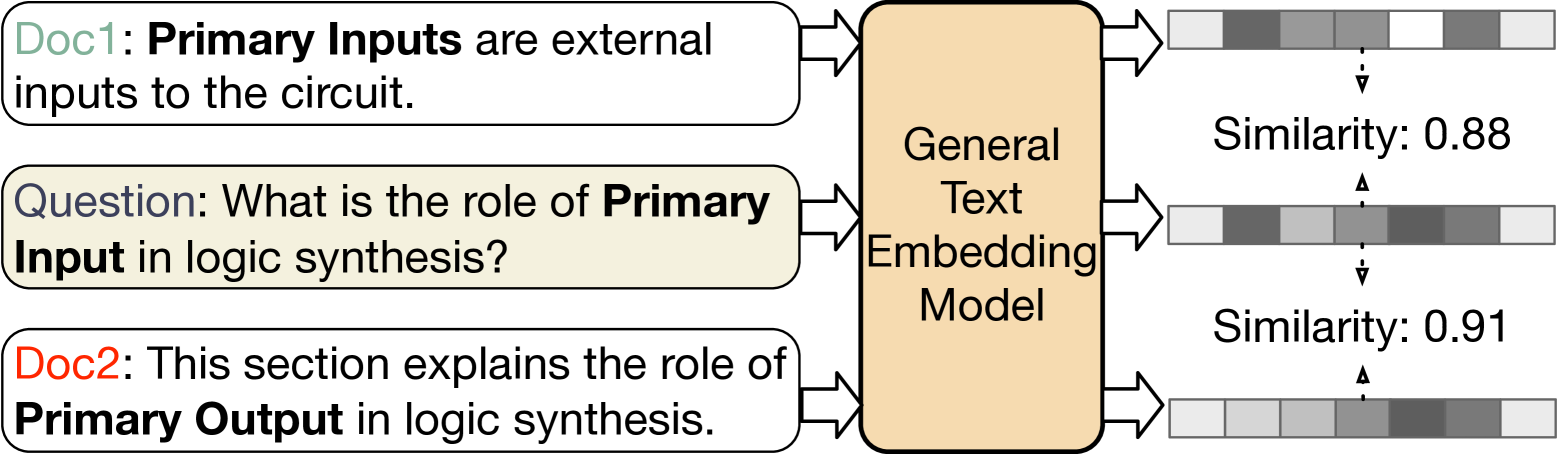 Doc1: Primary Inputs are external
inputs to the circuit.
Question: What is the role of Primary
Input in logic synthesis?
Doc2: This section explains the role of
Primary Output in logic synthesis.
General
Text
Embedding
Model
Similarity: 0.88
Similarity: 0.91